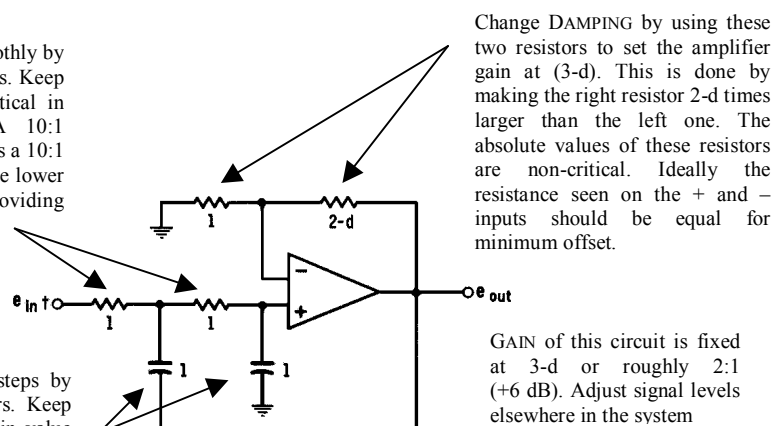 Change DAMPING by using these
two resistors to set the amplifier
gain at (3-d). This is done by
making the right resistor 2-d times
larger than the left one. The
absolute values of these resistors
are non-critical. Ideally the
resistance seen on the + and –
inputs should be equal for
minimum offset.
othly by
s. Keep
tical in
A 10:1
s a 10:1
e lower
roviding
1
2-d
–
+
e in †
1
1
e out
1
1
GAIN of this circuit is fixed
at 3-d or roughly 2:1
(+6 dB). Adjust signal levels
elsewhere in the system
steps by
rs. Keep
in value